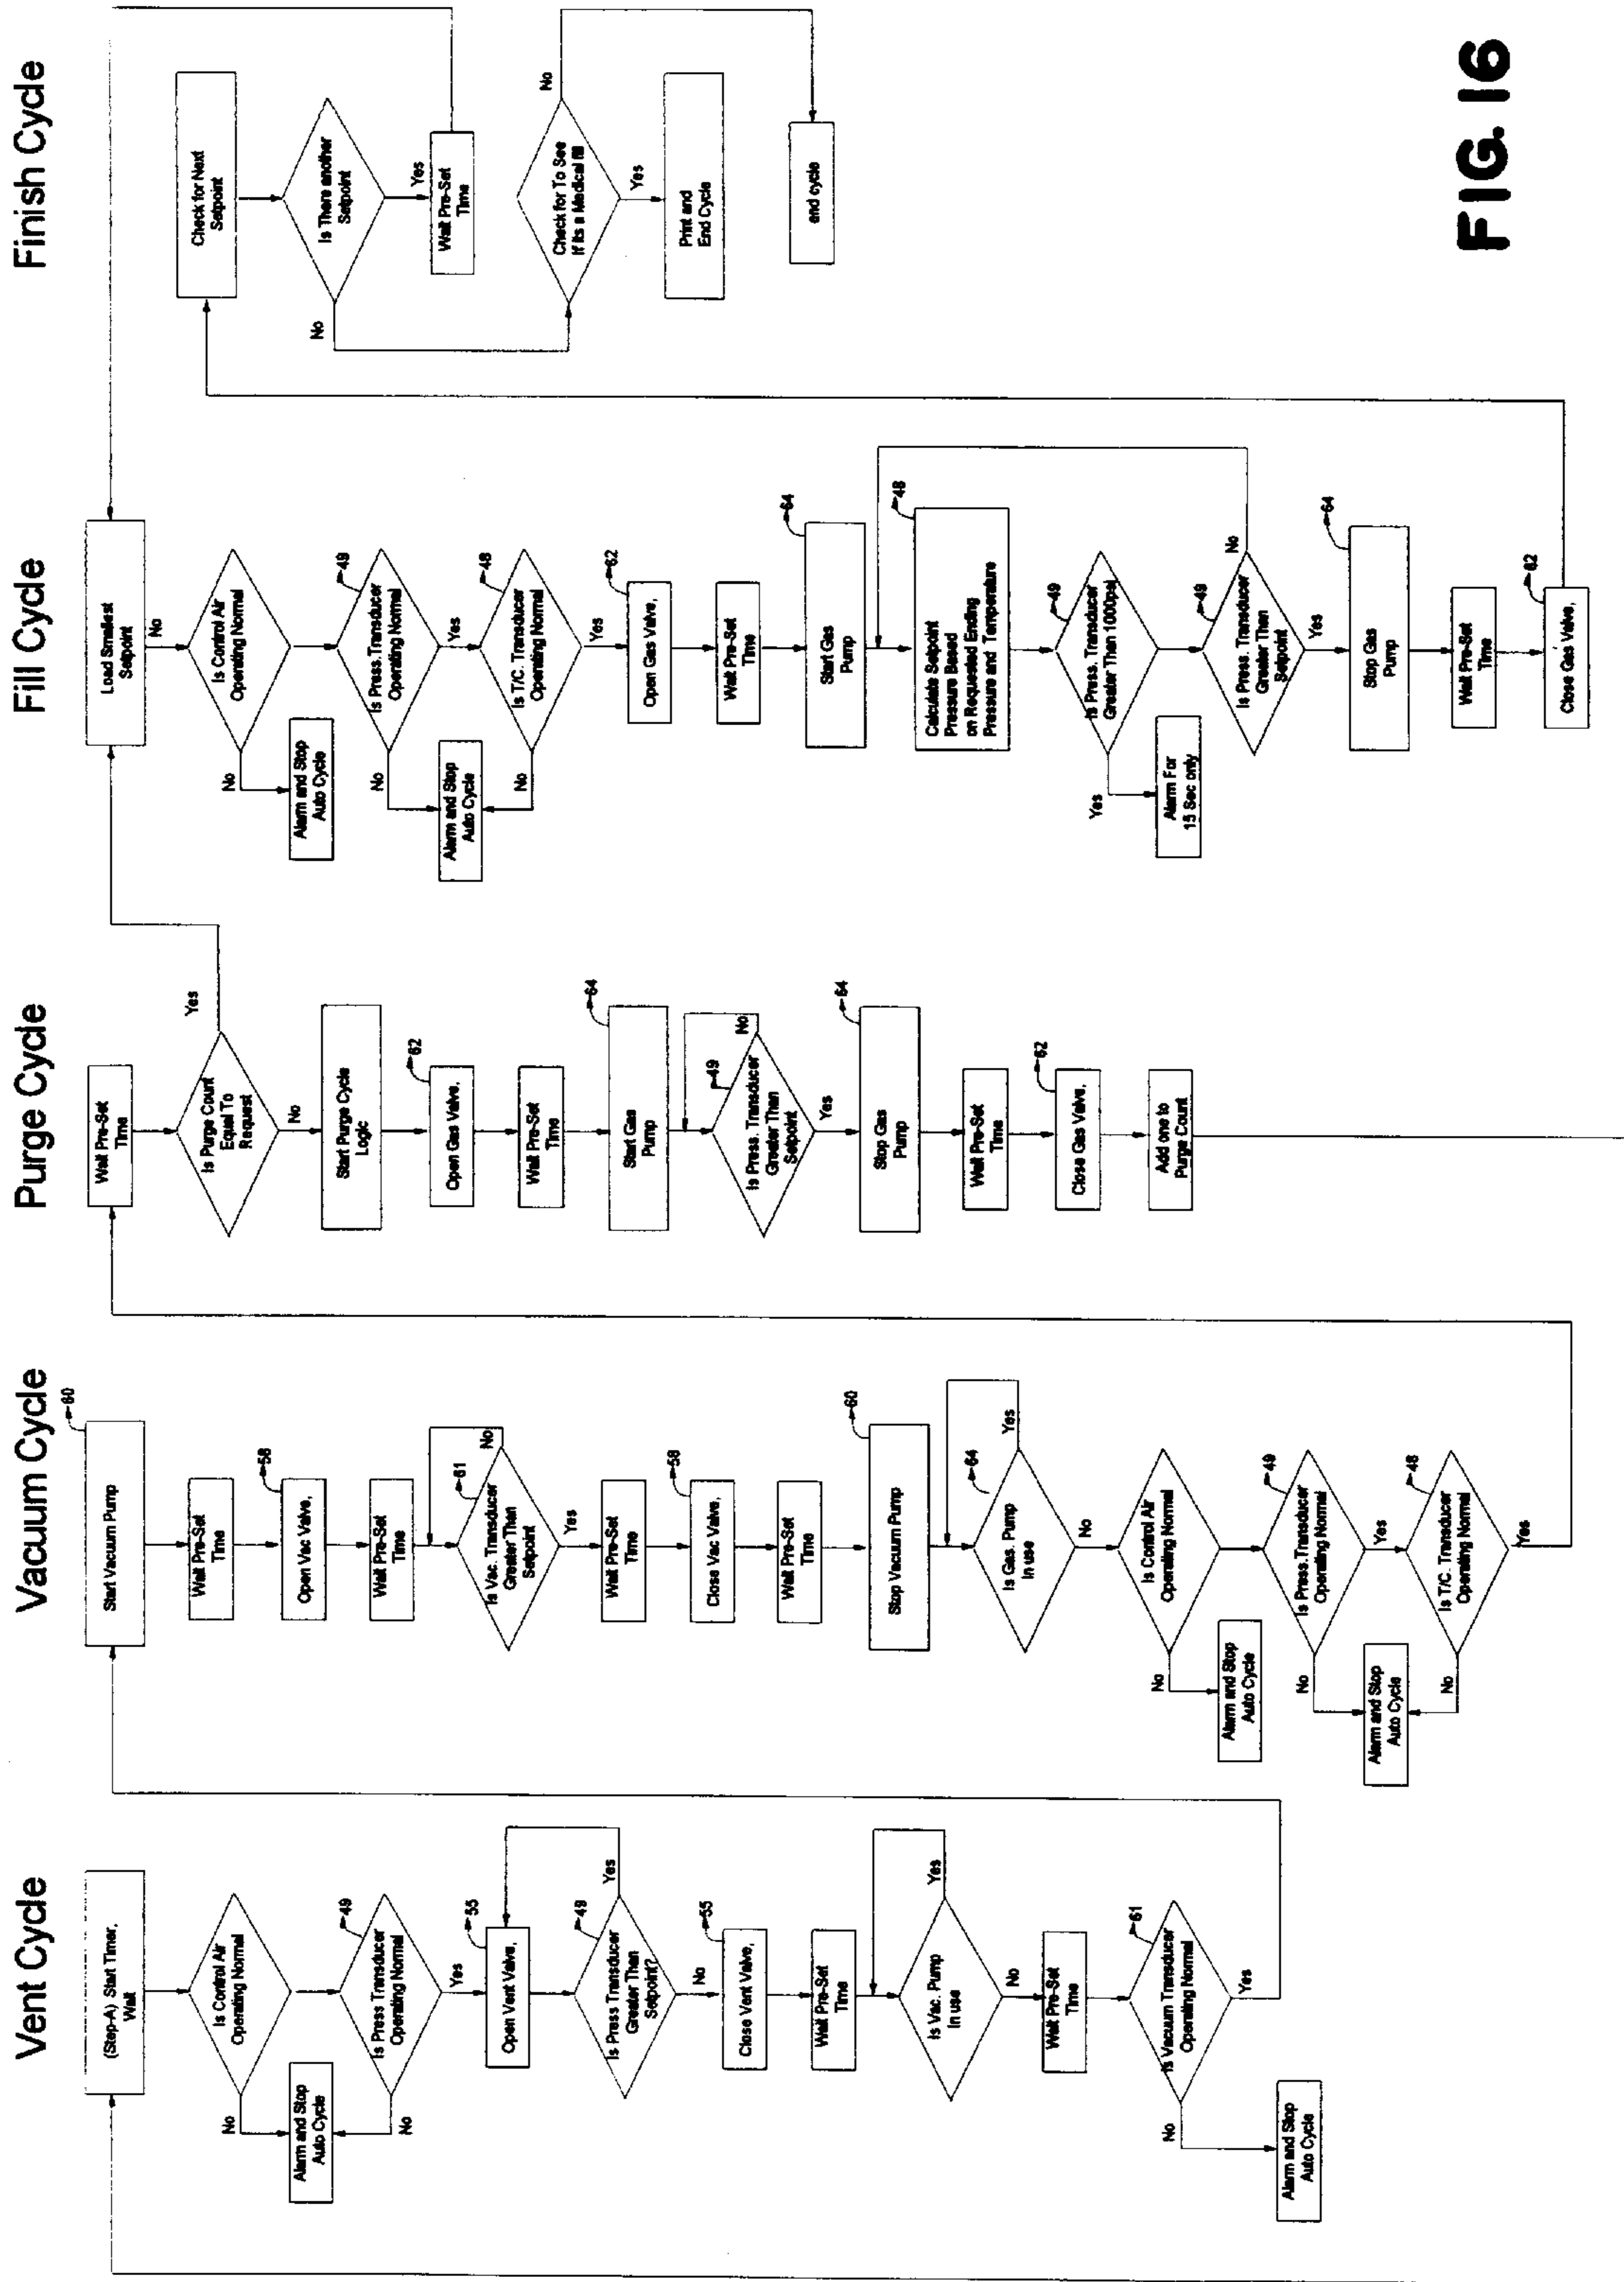 Vent Cycle
(Step-A) Start Timer,
Wait
Is Control Air
Operating Normal
No
Alarm and Stop
Auto Cycle
49
Is Press Transducer
Operating Normal
No
Yes
55
Open Vent Valve,
49
Is Press Transducer
Greater Than
Setpoint?
Yes
No
55
Close Vent Valve,
Wait Pre-Set
Time
Is Vac. Pump
In use
Yes
No
Wait Pre-Set
Time
61
Is Vacuum Transducer
Operating Normal
No
Yes
Alarm and Stop
Auto Cycle
Vacuum Cycle
60
Start Vacuum Pump
Wait Pre-Set
Time
58
Open Vac Valve,
Wait Pre-Set
Time
61
Is Vac. Transducer
Greater Than
Setpoint
No
Yes
Wait Pre-Set
Time
58
Close Vac Valve,
Wait Pre-Set
Time
60
Stop Vacuum Pump
64
Is Gas. Pump
In use
Yes
No
Is Control Air
Operating Normal
No
Alarm and Stop
Auto Cycle
49
Is Press.Transducer
Operating Normal
No
Yes
Alarm and Stop
Auto Cycle
48
Is T/C. Transducer
Operating Normal
No
Yes
Purge Cycle
Wait Pre-Set
Time
Is Purge Count
Equal To
Request
Yes
No
Start Purge Cycle
Logic
62
Open Gas Valve,
Wait Pre-Set
Time
64
Start Gas
Pump
49
Is Press. Transducer
Greater Than
Setpoint
No
Yes
64
Stop Gas
Pump
Wait Pre-Set
Time
62
Close Gas Valve,
Add one to
Purge Count
Fill Cycle
Load Smallest
Setpoint
No
Is Control Air
Operating Normal
No
Alarm and Stop
Auto Cycle
49
Is Press.Transducer
Operating Normal
No
Yes
Alarm and Stop
Auto Cycle
48
Is T/C. Transducer
Operating Normal
No
Yes
62
Open Gas Valve,
Wait Pre-Set
Time
64
Start Gas
Pump
48
Calculate Setpoint
Pressure Based
on Requested Ending
Pressure and Temperature
49
Is Press. Transducer
Greater Than 1000psi
Yes
Alarm For
15 Sec only
49
Is Press. Transducer
Greater Than
Setpoint
No
Yes
64
Stop Gas
Pump
Wait Pre-Set
Time
62
Close Gas Valve,
Finish Cycle
Check for Next
Setpoint
Is There another
Setpoint
No
Yes
Wait Pre-Set
Time
Check for To See
If its a Medical fill
No
Yes
Print and
End Cycle
end cycle
FIG. 16